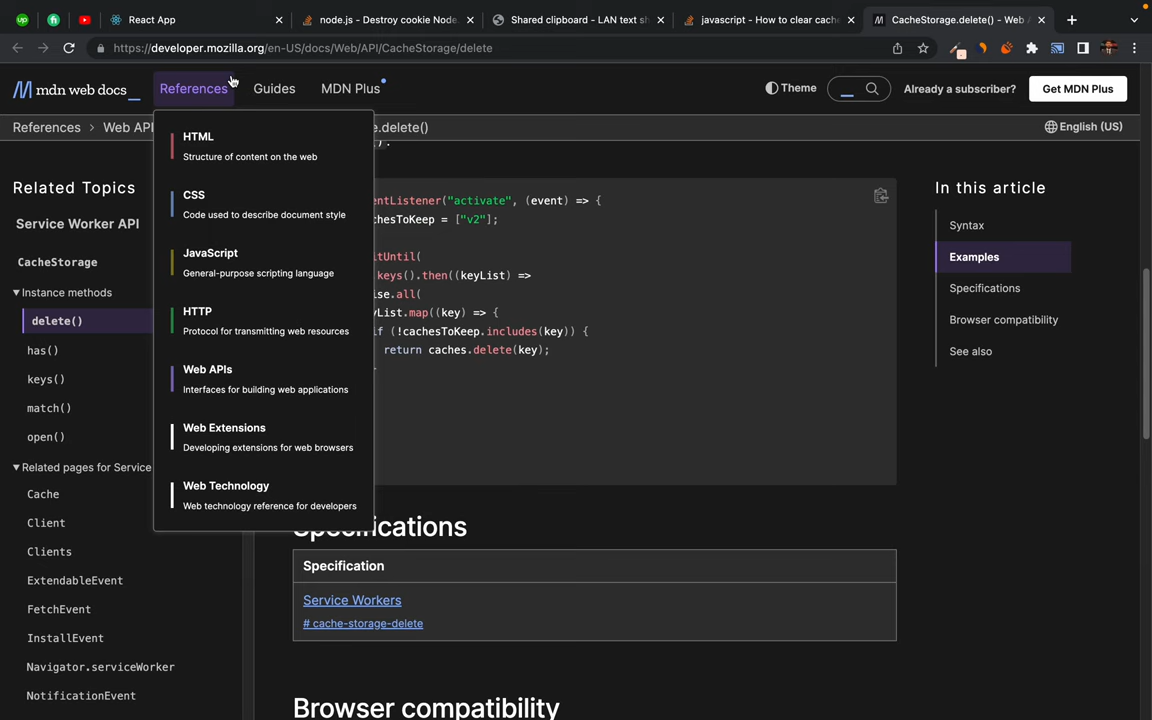 React App
node.js - Destroy cookie Node.
Shared clipboard - LAN text sh
javascript - How to clear cache
CacheStorage.delete() - Web A
https://developer.mozilla.org/en-US/docs/Web/API/CacheStorage/delete
mdn web docs_
References
Guides
MDN Plus
Theme
Already a subscriber?
Get MDN Plus
References > Web API
e.delete()
English (US)
HTML
Structure of content on the web
CSS
Code used to describe document style
JavaScript
General-purpose scripting language
HTTP
Protocol for transmitting web resources
Web APIs
Interfaces for building web applications
Web Extensions
Developing extensions for web browsers
Web Technology
Web technology reference for developers
Related Topics
Service Worker API
CacheStorage
Instance methods
delete()
has()
keys()
match()
open()
Related pages for Service
Cache
Client
Clients
ExtendableEvent
FetchEvent
InstallEvent
Navigator.serviceWorker
NotificationEvent
).
entListener("activate", (event) => {
chesToKeep = ["v2"];
itUntil(
keys().then((keyList) =>
se.all(
yList.map((key) => {
if (!cachesToKeep.includes(key)) {
return caches.delete(key);
Specifications
Specification
Service Workers
# cache-storage-delete
Browser compatibility
In this article
Syntax
Examples
Specifications
Browser compatibility
See also